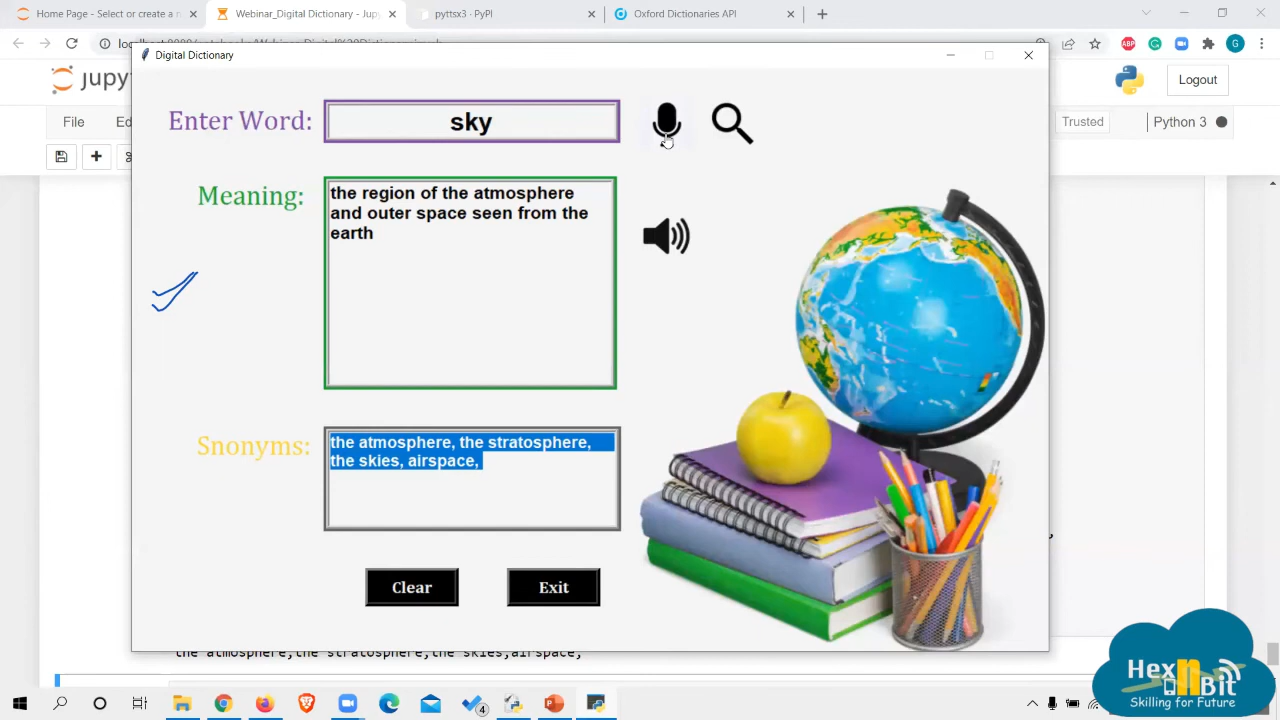 Home Page - Select or create a n
Webinar_Digital Dictionary - Jup
pyttsx3 · PyPI
Oxford Dictionaries API
Digital Dictionary
Logout
File
Trusted
Python 3
Enter Word:
sky
Meaning:
the region of the atmosphere
and outer space seen from the
earth
Snonyms:
the atmosphere, the stratosphere,
the skies, airspace,
Clear
Exit
the atmosphere,the stratosphere,the skies,airspace,
HexnBit
Skilling for Future